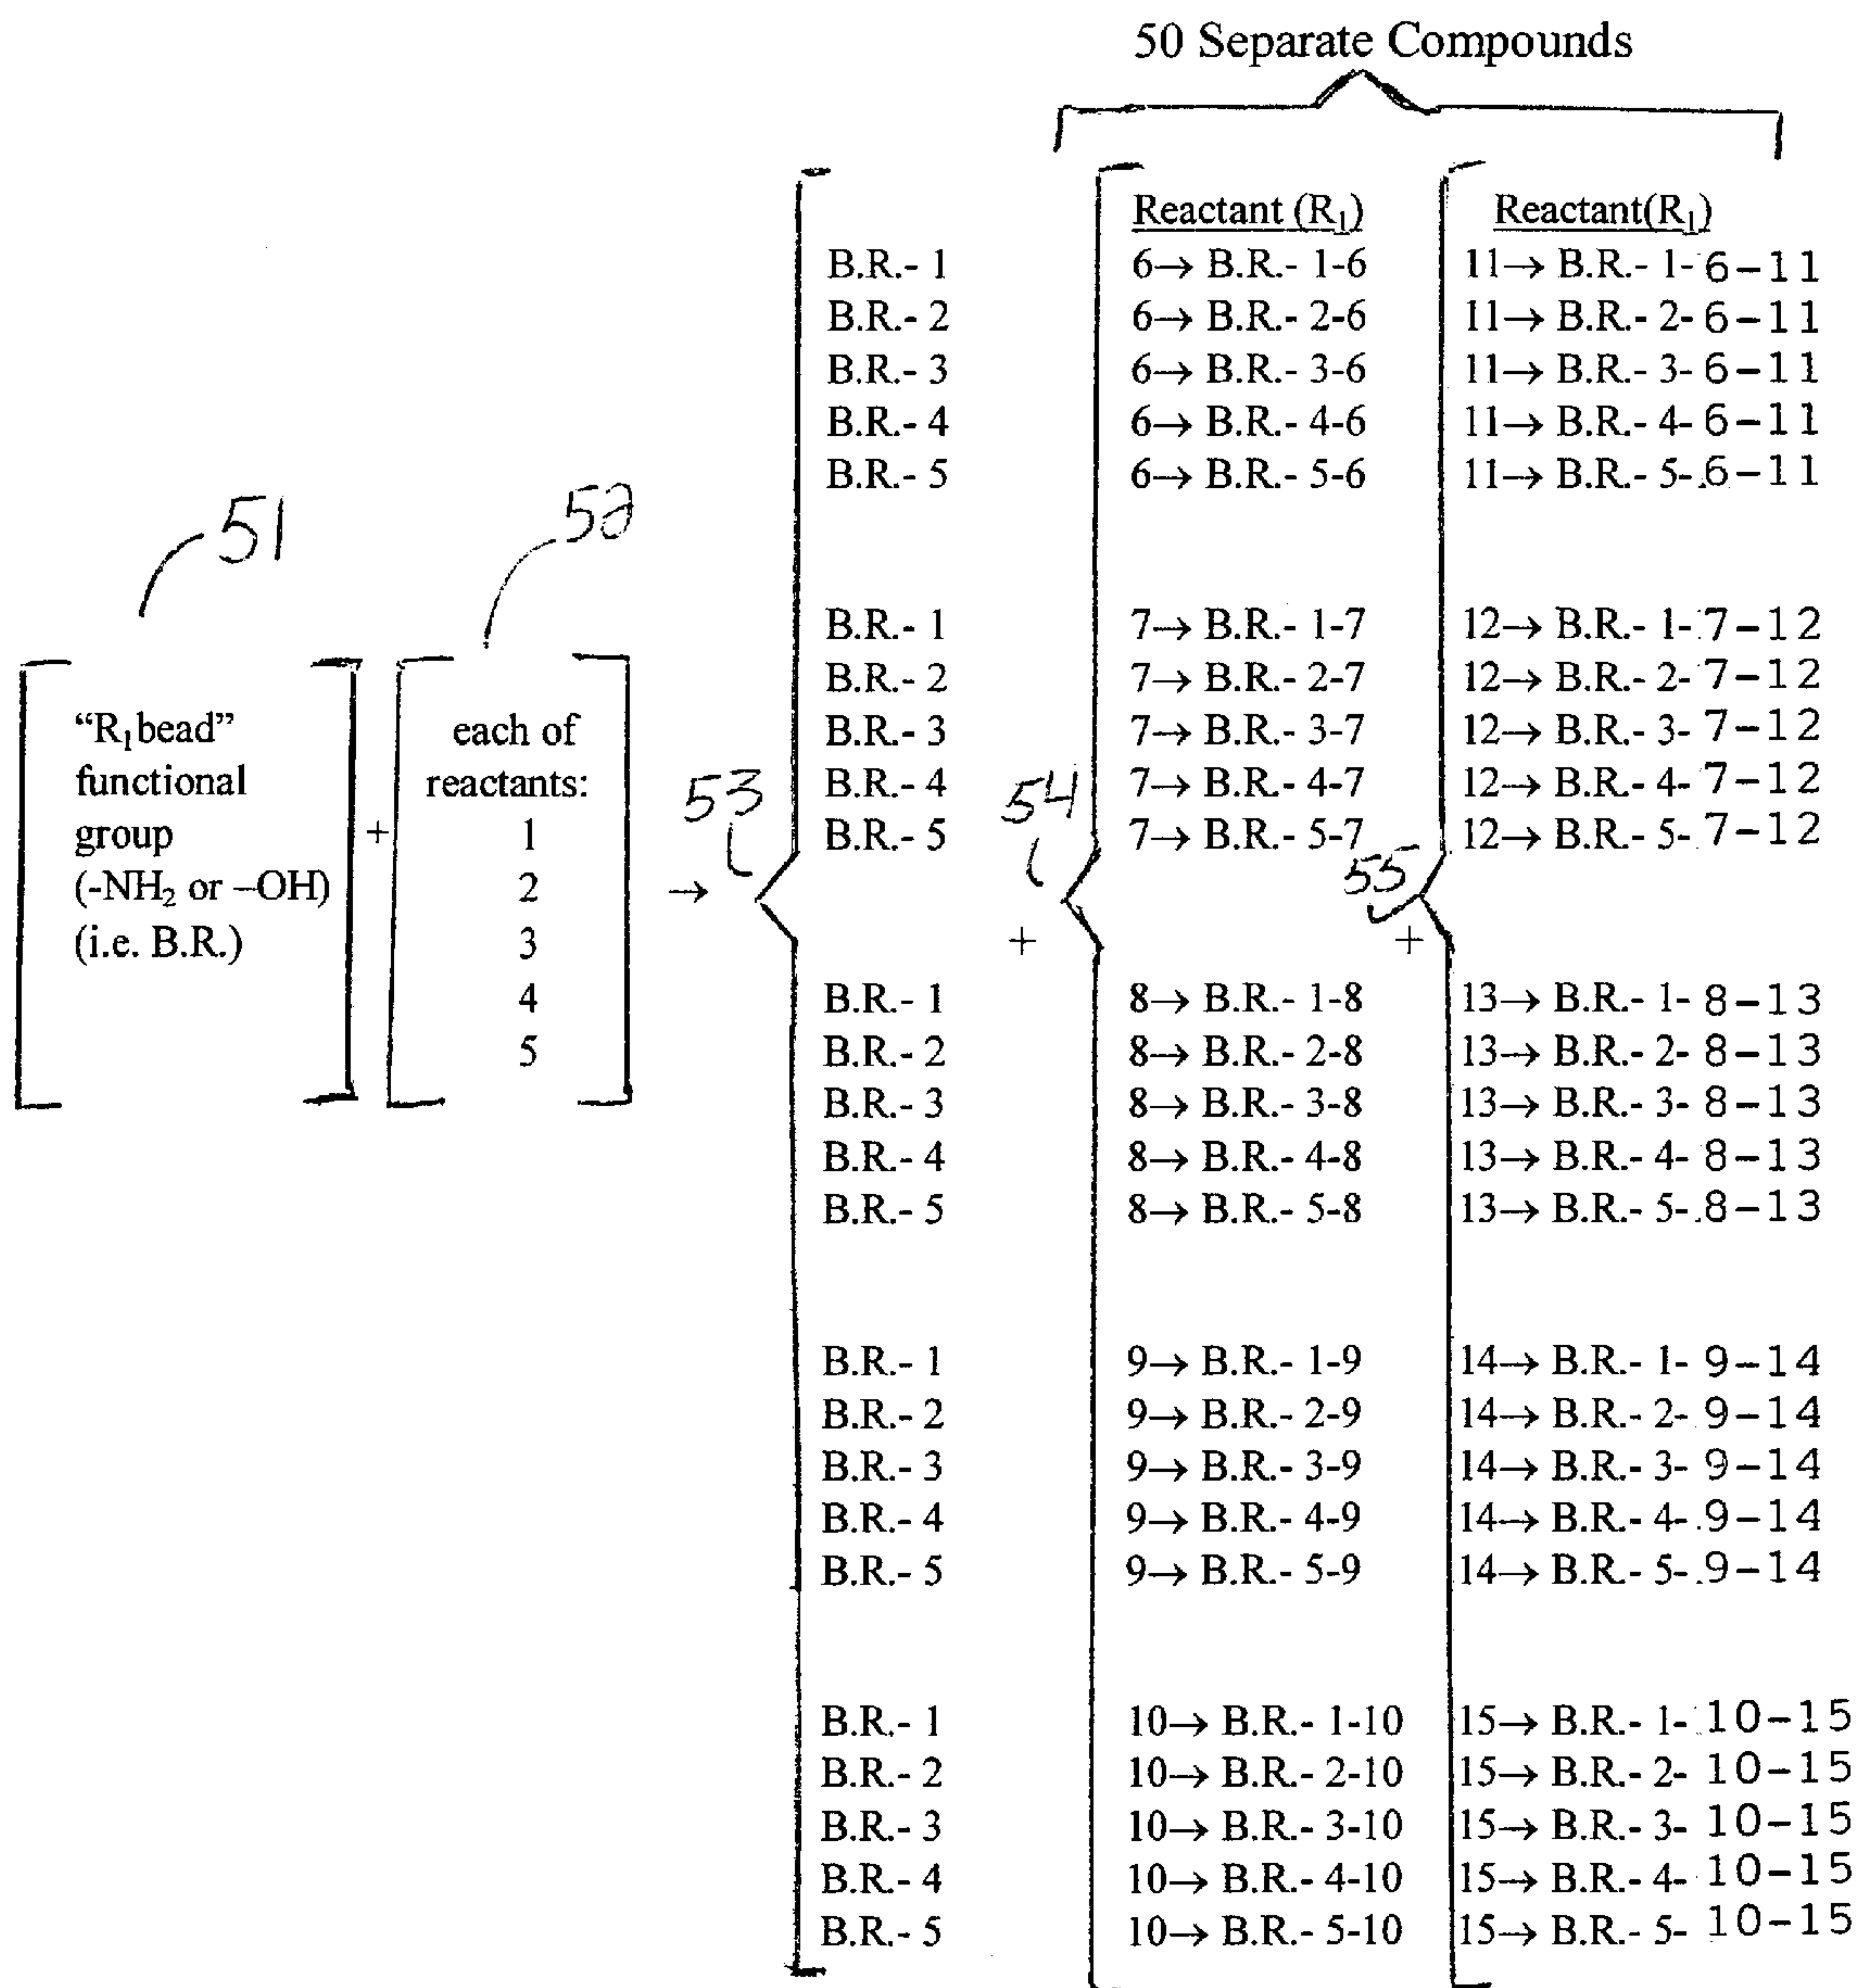 50 Separate Compounds
Reactant (R₁) Reactant(R₁)
B.R.- 1 6→ B.R.- 1-6 11→ B.R.- 1- 6-11
B.R.- 2 6→ B.R.- 2-6 11→ B.R.- 2- 6-11
B.R.- 3 6→ B.R.- 3-6 11→ B.R.- 3- 6-11
B.R.- 4 6→ B.R.- 4-6 11→ B.R.- 4- 6-11
B.R.- 5 6→ B.R.- 5-6 11→ B.R.- 5- 6-11
51 52
B.R.- 1 7→ B.R.- 1-7 12→ B.R.- 1- 7-12
B.R.- 2 7→ B.R.- 2-7 12→ B.R.- 2- 7-12
"R₁bead" each of B.R.- 3 7→ B.R.- 3-7 12→ B.R.- 3- 7-12
functional reactants: 53 B.R.- 4 54 7→ B.R.- 4-7 12→ B.R.- 4- 7-12
group + 1 B.R.- 5 7→ B.R.- 5-7 12→ B.R.- 5- 7-12
(-NH₂ or –OH) 2 → 55
(i.e. B.R.) 3 + +
4 B.R.- 1 8→ B.R.- 1-8 13→ B.R.- 1- 8-13
5 B.R.- 2 8→ B.R.- 2-8 13→ B.R.- 2- 8-13
B.R.- 3 8→ B.R.- 3-8 13→ B.R.- 3- 8-13
B.R.- 4 8→ B.R.- 4-8 13→ B.R.- 4- 8-13
B.R.- 5 8→ B.R.- 5-8 13→ B.R.- 5- 8-13
B.R.- 1 9→ B.R.- 1-9 14→ B.R.- 1- 9-14
B.R.- 2 9→ B.R.- 2-9 14→ B.R.- 2- 9-14
B.R.- 3 9→ B.R.- 3-9 14→ B.R.- 3- 9-14
B.R.- 4 9→ B.R.- 4-9 14→ B.R.- 4- 9-14
B.R.- 5 9→ B.R.- 5-9 14→ B.R.- 5- 9-14
B.R.- 1 10→ B.R.- 1-10 15→ B.R.- 1- 10-15
B.R.- 2 10→ B.R.- 2-10 15→ B.R.- 2- 10-15
B.R.- 3 10→ B.R.- 3-10 15→ B.R.- 3- 10-15
B.R.- 4 10→ B.R.- 4-10 15→ B.R.- 4- 10-15
B.R.- 5 10→ B.R.- 5-10 15→ B.R.- 5- 10-15